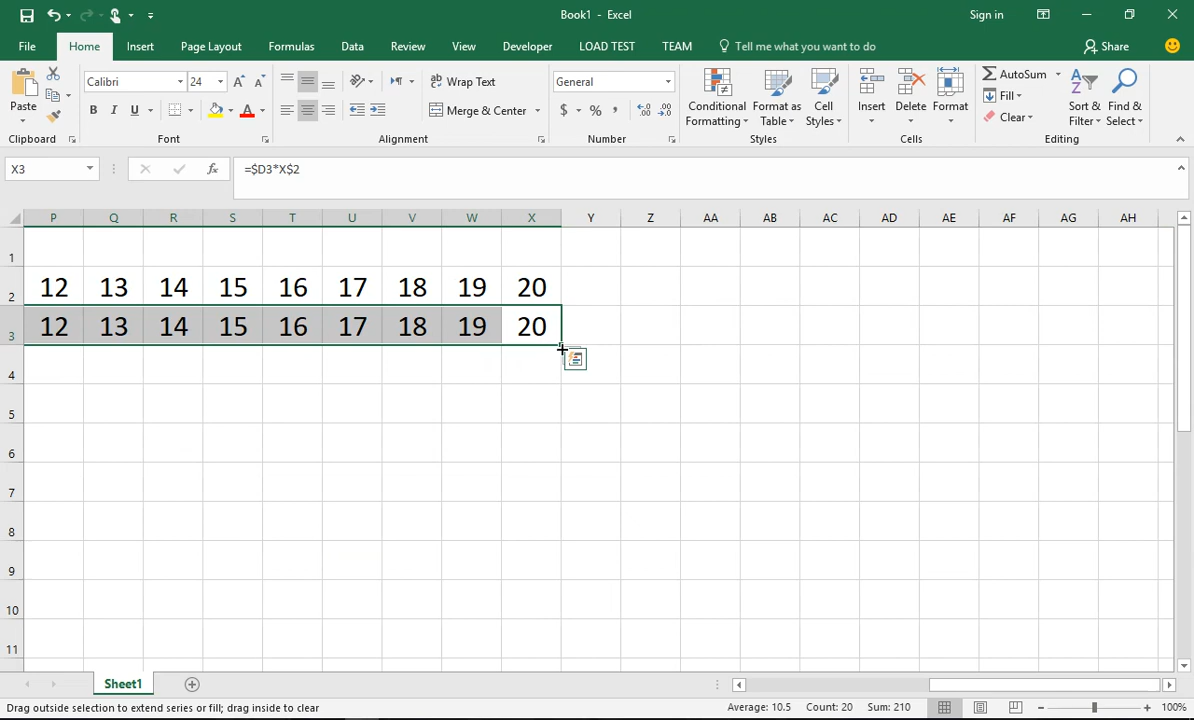 Book1 - Excel
Sign in
File Home Insert Page Layout Formulas Data Review View Developer LOAD TEST TEAM Tell me what you want to do Share
Paste
Calibri 24
Wrap Text
Merge & Center
General
$ % ,
Conditional Formatting
Format as Table
Cell Styles
Insert
Delete
Format
AutoSum
Fill
Clear
Sort & Filter
Find & Select
B I U
Clipboard Font Alignment Number Styles Cells Editing
X3 fx =$D3*X$2
P Q R S T U V W X Y Z AA AB AC AD AE AF AG AH
1
2 12 13 14 15 16 17 18 19 20
3 12 13 14 15 16 17 18 19 20
4
5
6
7
8
9
10
11
Sheet1
Drag outside selection to extend series or fill; drag inside to clear Average: 10.5 Count: 20 Sum: 210 100%